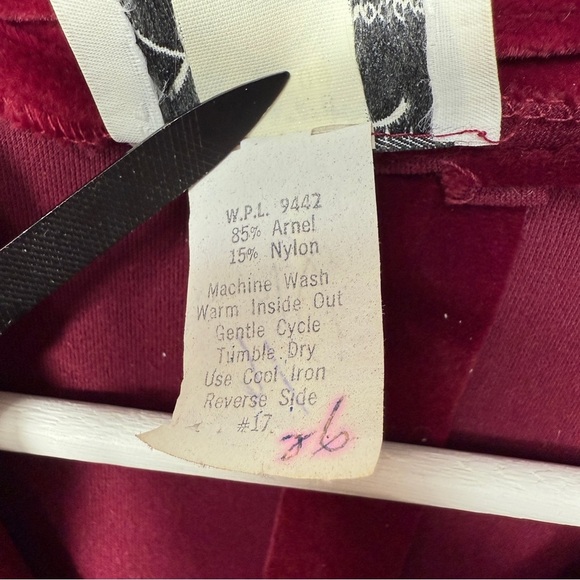 W.P.L. 9442
85% Arnel
15% Nylon
Machine Wash
Warm Inside Out
Gentle Cycle
Tumble Dry
Use Cool Iron
Reverse Side
#17